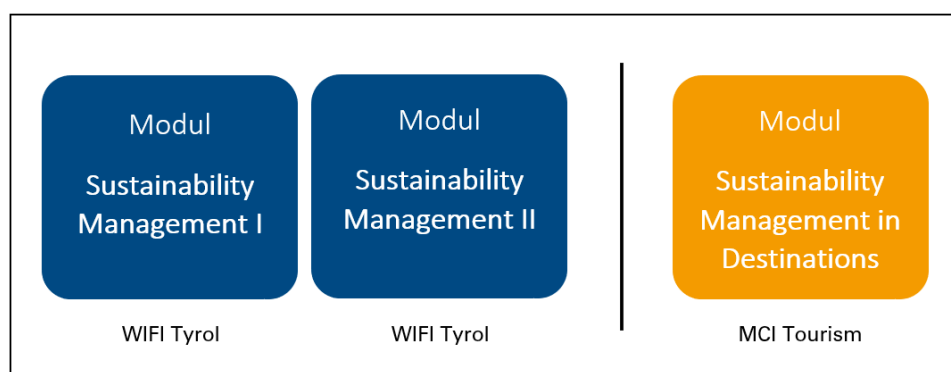 Modul
Sustainability
Management I
WIFI Tyrol
Modul
Sustainability
Management II
WIFI Tyrol
Modul
Sustainability
Management in
Destinations
MCI Tourism